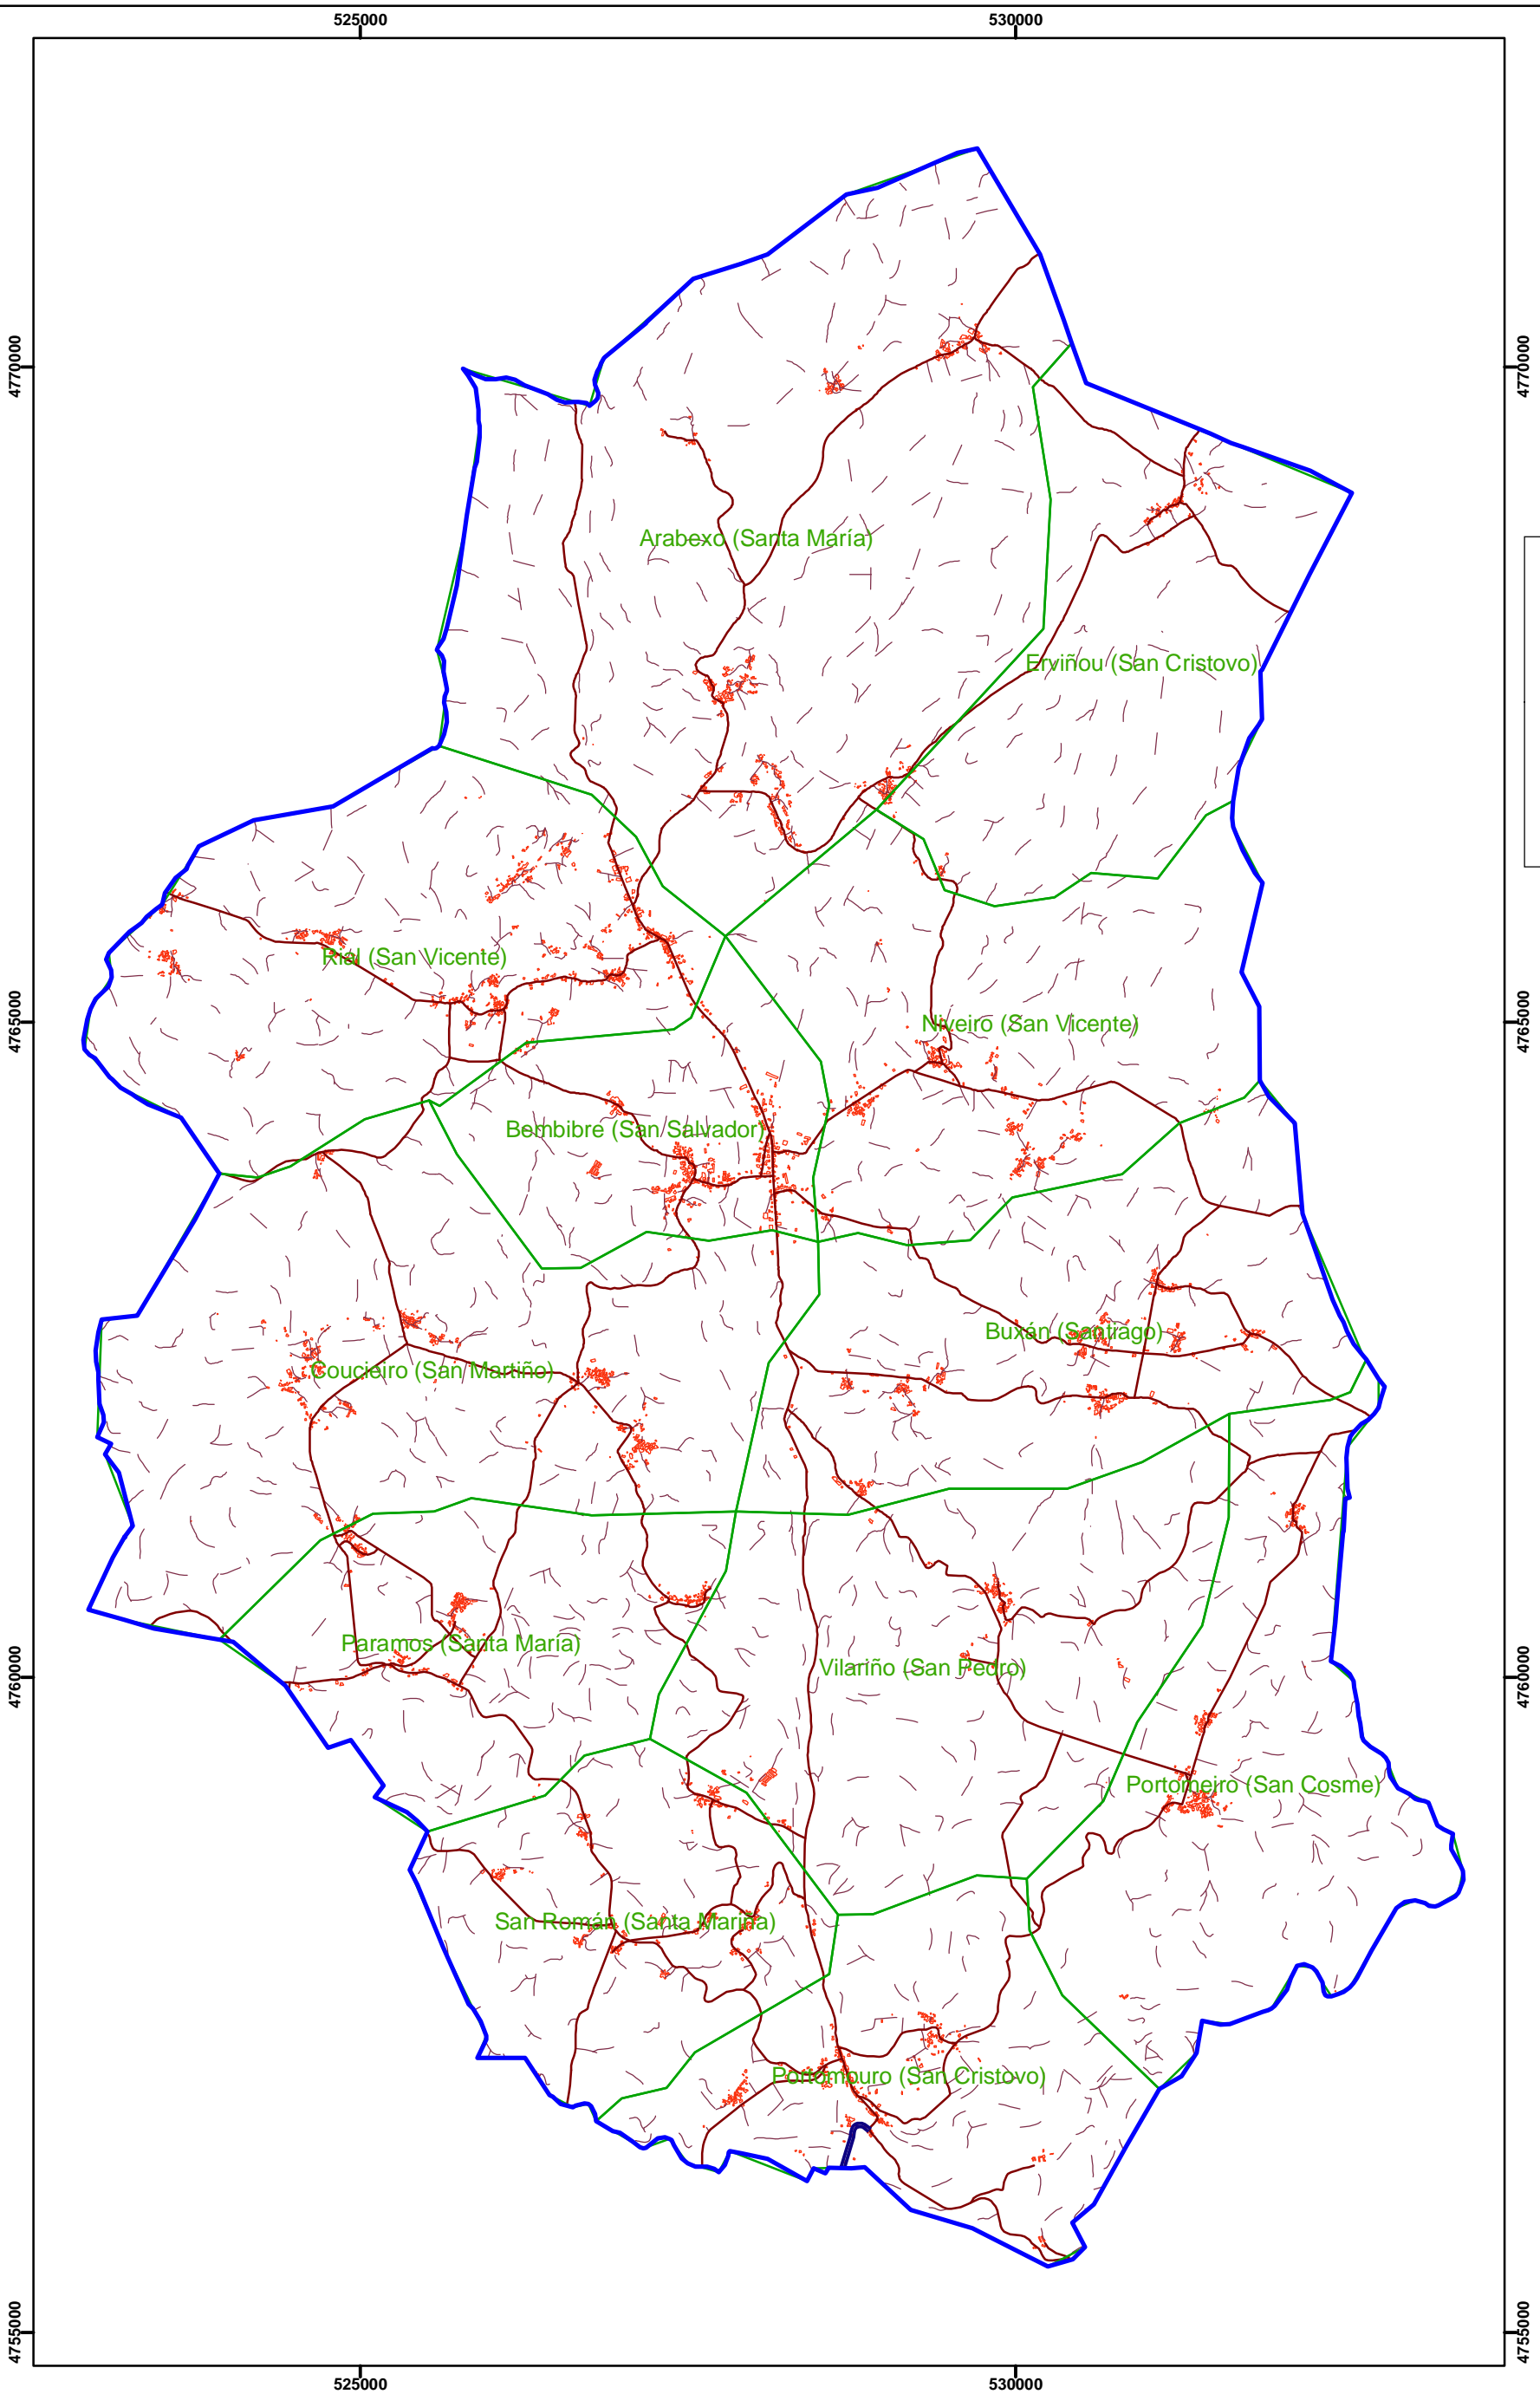 525000
530000
4770000
4770000
Arabexo (Santa María)
Erviñou (San Cristovo)
Rial (San Vicente)
4765000
4765000
Niveiro (San Vicente)
Bembibre (San Salvador)
Buxán (Santiago)
Coucieiro (San Martiño)
Paramos (Santa María)
Vilariño (San Pedro)
4760000
4760000
Portomeiro (San Cosme)
San Román (Santa Mariña)
Portomouro (San Cristovo)
4755000
4755000
525000
530000